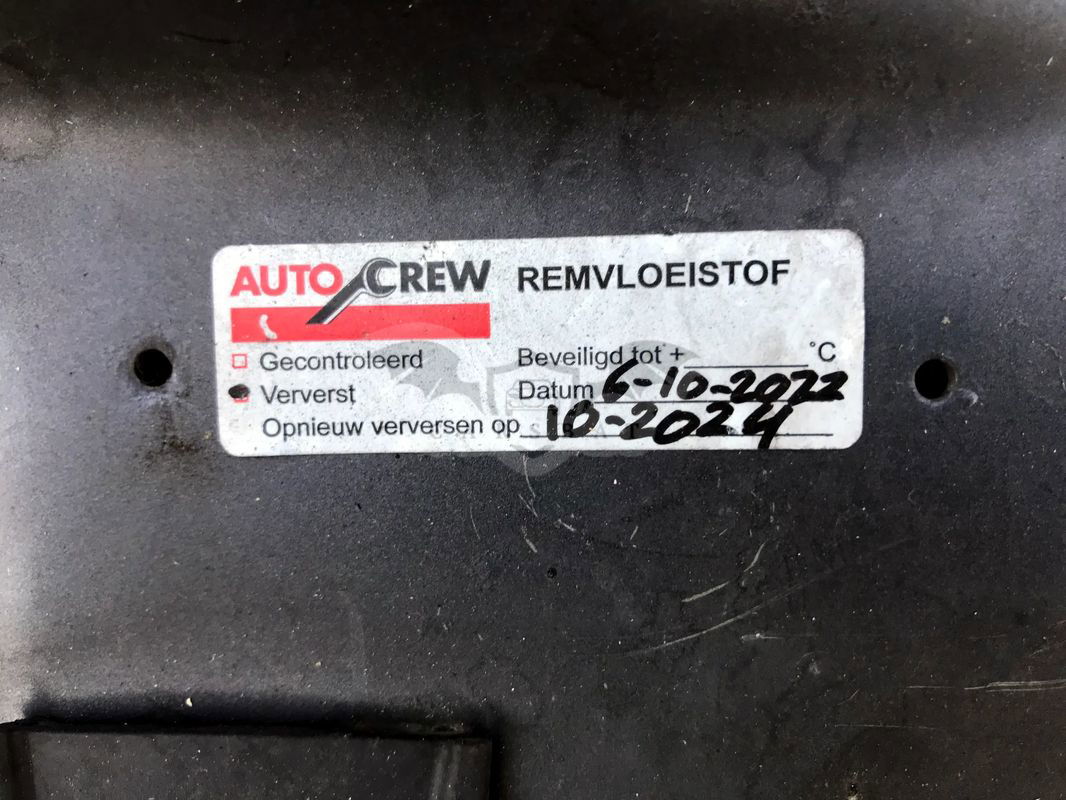 AUTO CREW REMVLOEISTOF
Gecontroleerd Beveiligd tot + °C
Ververst Datum 6-10-2022
Opnieuw verversen op 10-2024